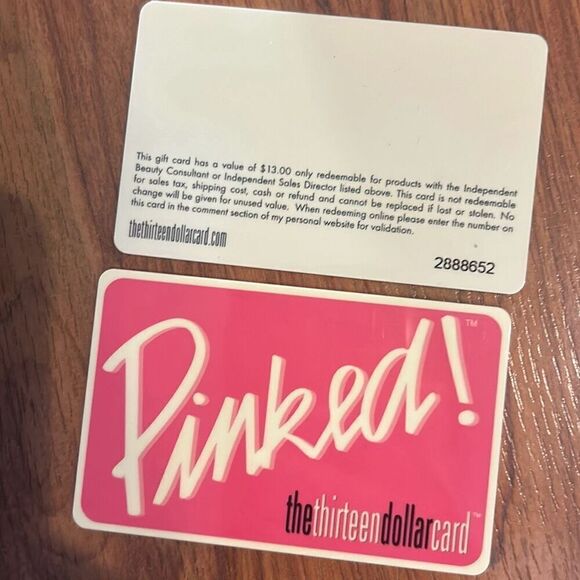 This gift card has a value of $13.00 only redeemable for products with the Independent
Beauty Consultant or Independent Sales Director listed above. This card is not redeemable
for sales tax, shipping cost, cash or refund and cannot be replaced if lost or stolen. No
change will be given for unused value. When redeeming online please enter the number on
this card in the comment section of my personal website for validation.
thethirteendollarcard.com
2888652
Pinked!™
thethirteendollarcard™